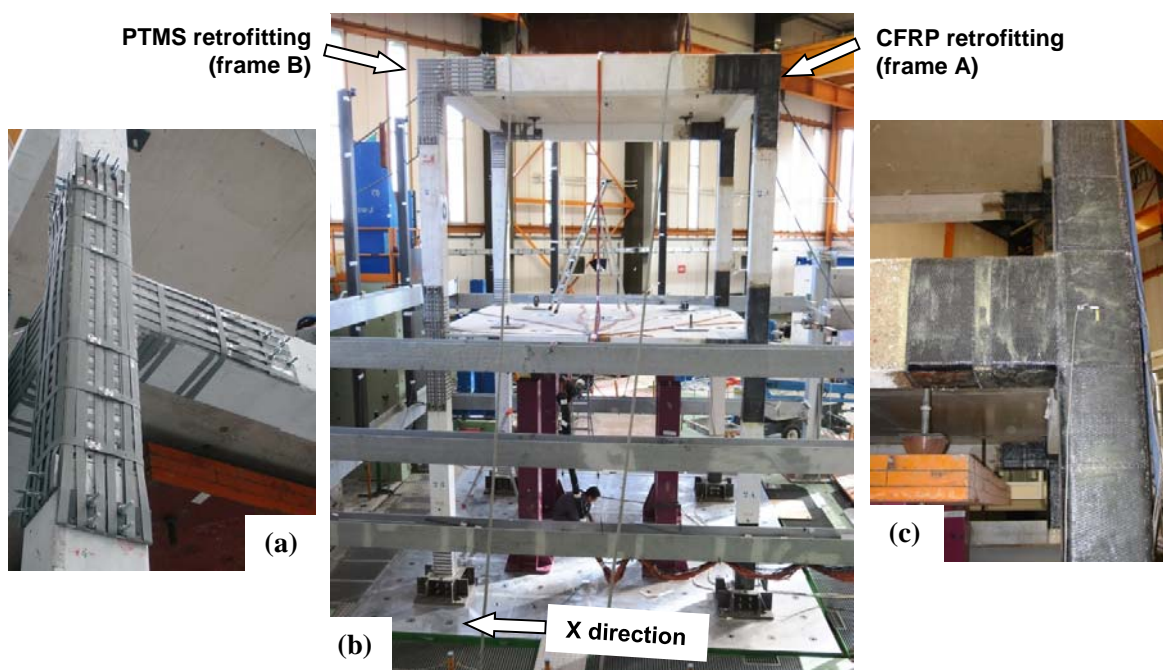 PTMS retrofitting
(frame B)
CFRP retrofitting
(frame A)
(a)
(b)
X direction
(c)